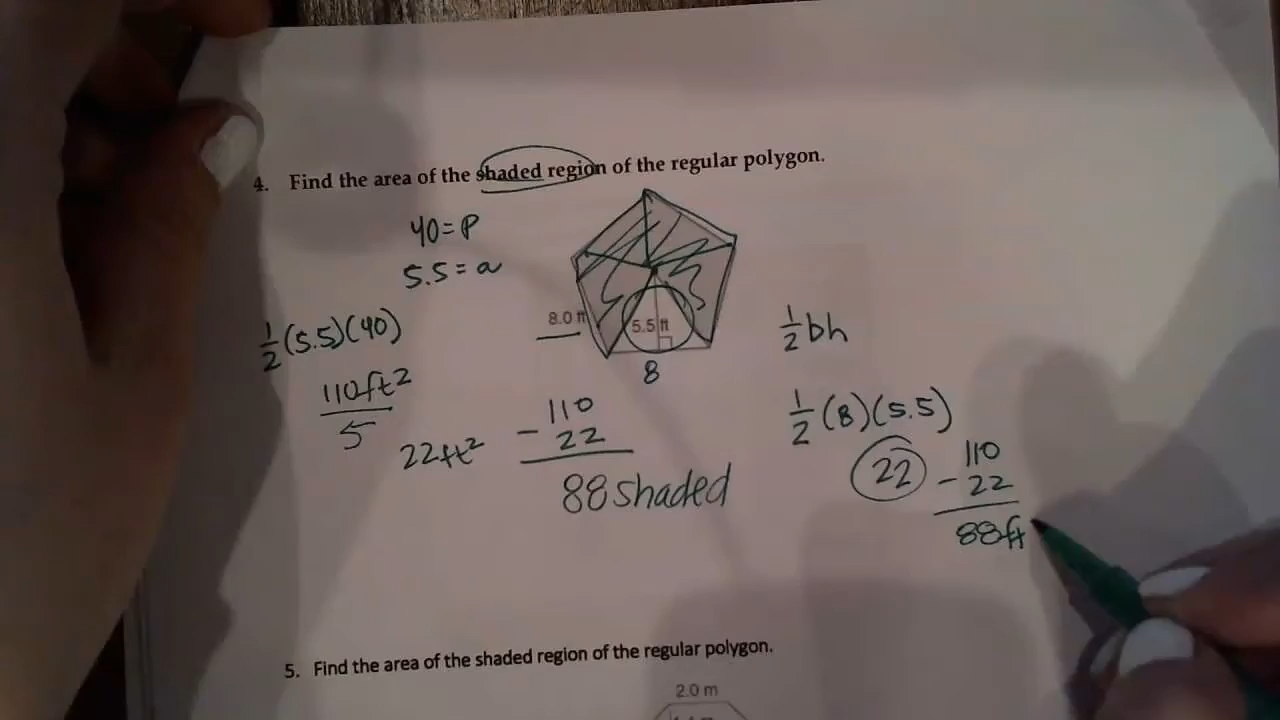 4. Find the area of the shaded region of the regular polygon.
40 = P
5.5 = a
1/2 (5.5)(40)
110ft²
5
22ft²
8.0 ft
5.5 ft
8
110
- 22
88 shaded
1/2 bh
1/2 (8)(5.5)
22
110
- 22
88ft
5. Find the area of the shaded region of the regular polygon.
2.0 m